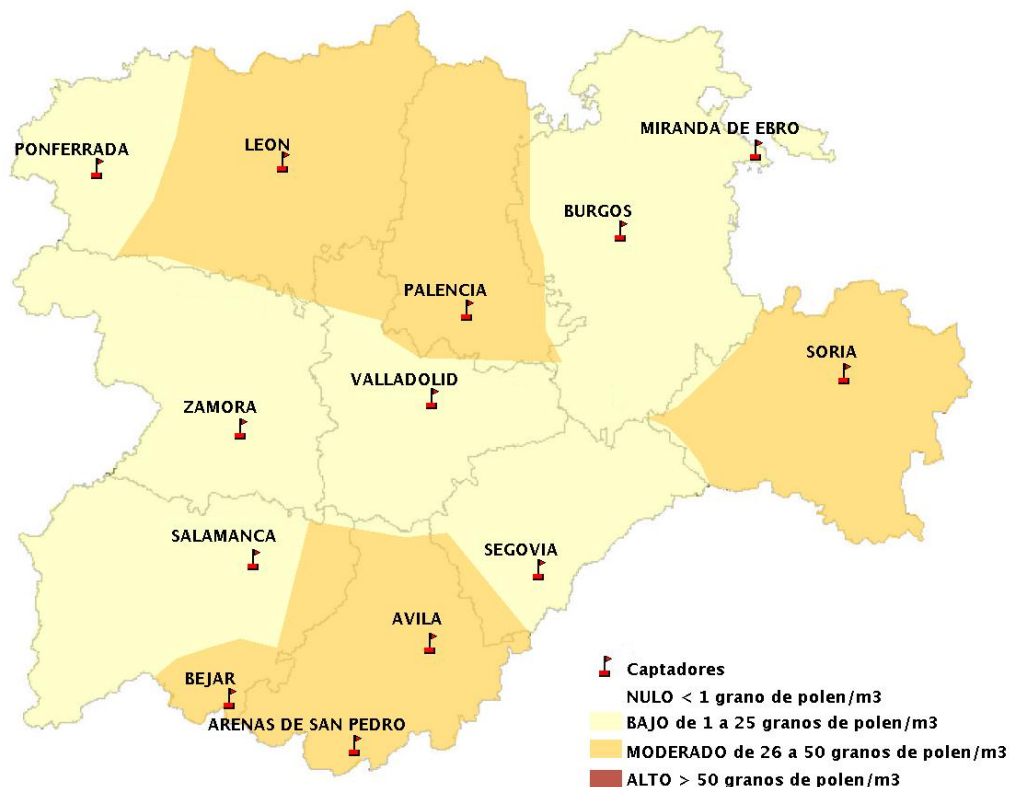 MIRANDA DE EBRO
PONFERRADA
LEON
BURGOS
PALENCIA
SORIA
VALLADOLID
ZAMORA
SALAMANCA
SEGOVIA
AVILA
BEJAR
ARENAS DE SAN PEDRO
Captadores
NULO < 1 grano de polen/m3
BAJO de 1 a 25 granos de polen/m3
MODERADO de 26 a 50 granos de polen/m3
ALTO > 50 granos de polen/m3